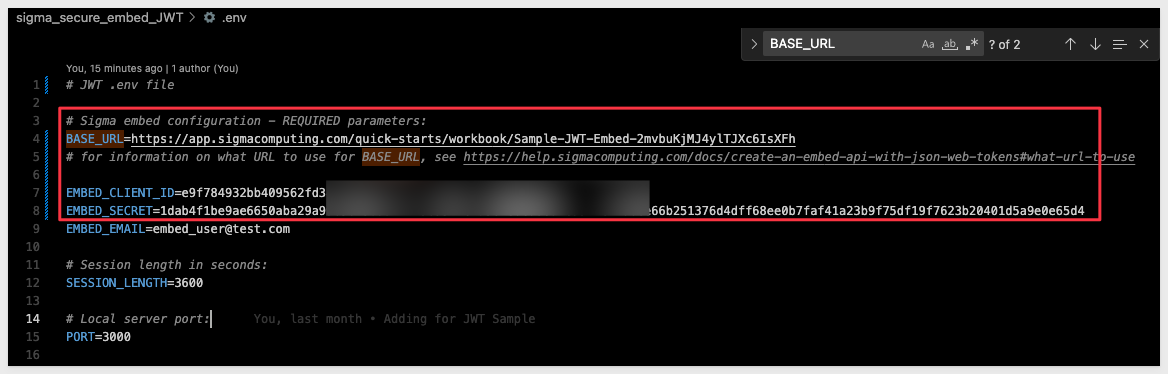 sigma_secure_embed_JWT > .env
> BASE_URL Aa ab .* ? of 2
You, 15 minutes ago | 1 author (You)
1 # JWT .env file
2
3 # Sigma embed configuration – REQUIRED parameters:
4 BASE_URL=https://app.sigmacomputing.com/quick-starts/workbook/Sample-JWT-Embed-2mvbuKjMJ4ylTJXc6IsXFh
5 # for information on what URL to use for BASE_URL, see https://help.sigmacomputing.com/docs/create-an-embed-api-with-json-web-tokens#what-url-to-use
6
7 EMBED_CLIENT_ID=e9f784932bb409562fd3
8 EMBED_SECRET=1dab4f1be9ae6650aba29a9 e66b251376d4dff68ee0b7faf41a23b9f75df19f7623b20401d5a9e0e65d4
9 EMBED_EMAIL=embed_user@test.com
10
11 # Session length in seconds:
12 SESSION_LENGTH=3600
13
14 # Local server port: You, last month • Adding for JWT Sample
15 PORT=3000
16